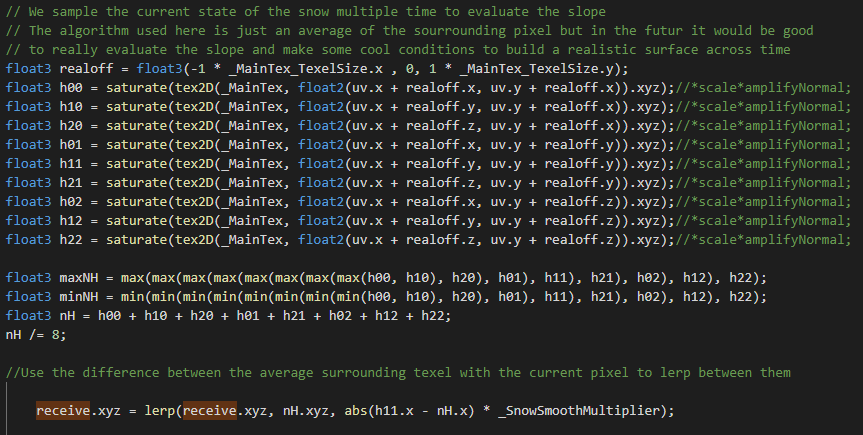 // We sample the current state of the snow multiple time to evaluate the slope
// The algorithm used here is just an average of the sourrounding pixel but in the futur it would be good
// to really evaluate the slope and make some cool conditions to build a realistic surface across time
float3 realoff = float3(-1 * _MainTex_TexelSize.x , 0, 1 * _MainTex_TexelSize.y);
float3 h00 = saturate(tex2D(_MainTex, float2(uv.x + realoff.x, uv.y + realoff.x)).xyz);//*scale*amplifyNormal;
float3 h10 = saturate(tex2D(_MainTex, float2(uv.x + realoff.y, uv.y + realoff.x)).xyz);//*scale*amplifyNormal;
float3 h20 = saturate(tex2D(_MainTex, float2(uv.x + realoff.z, uv.y + realoff.x)).xyz);//*scale*amplifyNormal;
float3 h01 = saturate(tex2D(_MainTex, float2(uv.x + realoff.x, uv.y + realoff.y)).xyz);//*scale*amplifyNormal;
float3 h11 = saturate(tex2D(_MainTex, float2(uv.x + realoff.y, uv.y + realoff.y)).xyz);//*scale*amplifyNormal;
float3 h21 = saturate(tex2D(_MainTex, float2(uv.x + realoff.z, uv.y + realoff.y)).xyz);//*scale*amplifyNormal;
float3 h02 = saturate(tex2D(_MainTex, float2(uv.x + realoff.x, uv.y + realoff.z)).xyz);//*scale*amplifyNormal;
float3 h12 = saturate(tex2D(_MainTex, float2(uv.x + realoff.y, uv.y + realoff.z)).xyz);//*scale*amplifyNormal;
float3 h22 = saturate(tex2D(_MainTex, float2(uv.x + realoff.z, uv.y + realoff.z)).xyz);//*scale*amplifyNormal;
float3 maxNH = max(max(max(max(max(max(max(max(h00, h10), h20), h01), h11), h21), h02), h12), h22);
float3 minNH = min(min(min(min(min(min(min(min(h00, h10), h20), h01), h11), h21), h02), h12), h22);
float3 nH = h00 + h10 + h20 + h01 + h21 + h02 + h12 + h22;
nH /= 8;
//Use the difference between the average surrounding texel with the current pixel to lerp between them
receive.xyz = lerp(receive.xyz, nH.xyz, abs(h11.x - nH.x) * _SnowSmoothMultiplier);